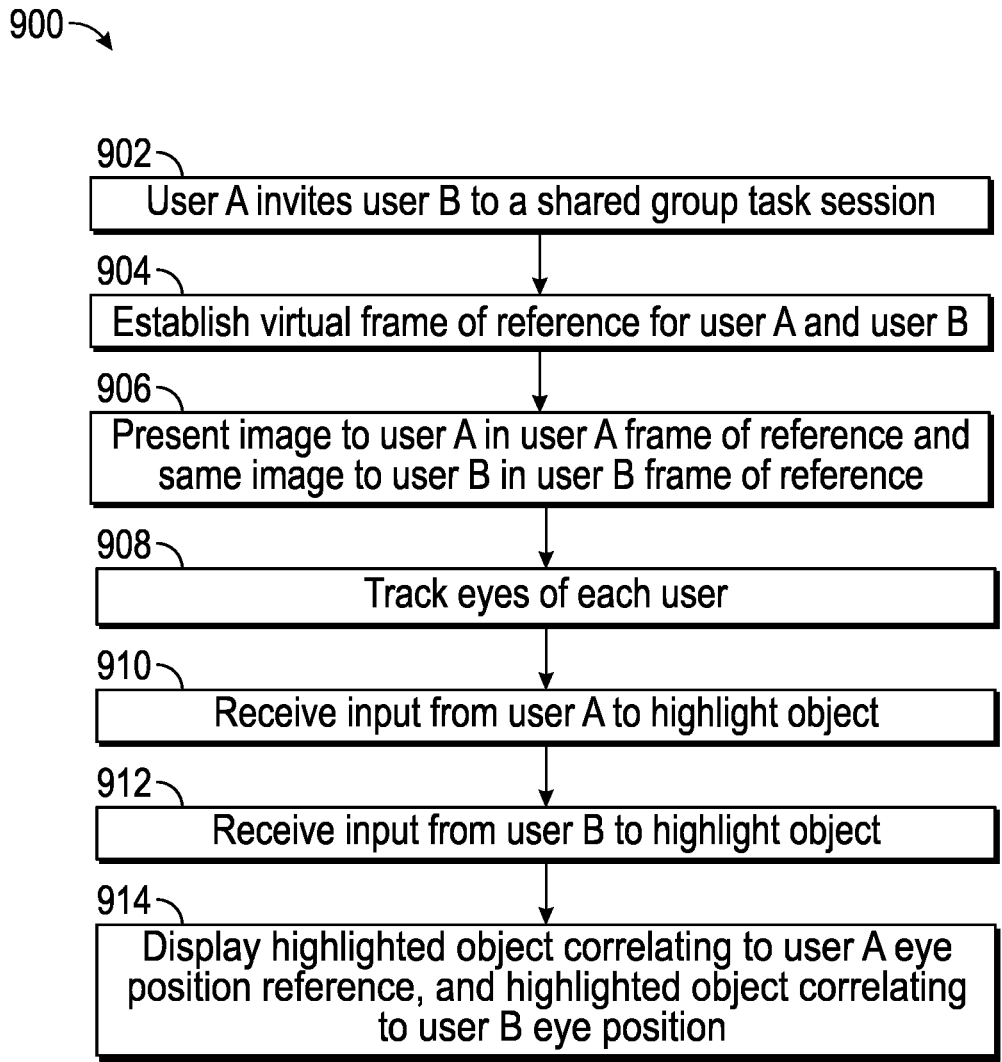 900
902
User A invites user B to a shared group task session
904
Establish virtual frame of reference for user A and user B
906
Present image to user A in user A frame of reference and
same image to user B in user B frame of reference
908
Track eyes of each user
910
Receive input from user A to highlight object
912
Receive input from user B to highlight object
914
Display highlighted object correlating to user A eye
position reference, and highlighted object correlating
to user B eye position